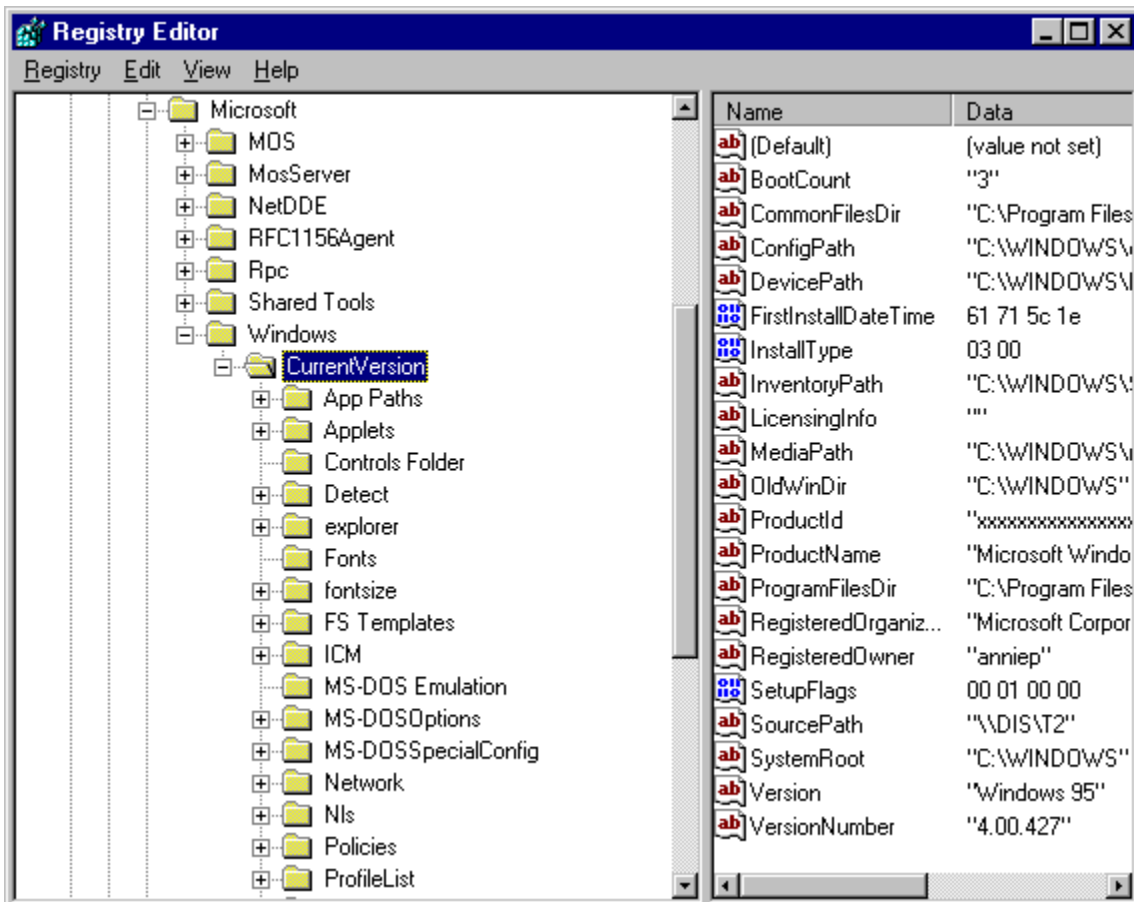 Registry Editor
Registry Edit View Help
Microsoft
MOS
MosServer
NetDDE
RFC1156Agent
Rpc
Shared Tools
Windows
CurrentVersion
App Paths
Applets
Controls Folder
Detect
explorer
Fonts
fontsize
FS Templates
ICM
MS-DOS Emulation
MS-DOSOptions
MS-DOSSpecialConfig
Network
Nls
Policies
ProfileList
Name Data
(Default) (value not set)
BootCount "3"
CommonFilesDir "C:\Program Files
ConfigPath "C:\WINDOWS\
DevicePath "C:\WINDOWS\
FirstInstallDateTime 61 71 5c 1e
InstallType 03 00
InventoryPath "C:\WINDOWS\
LicensingInfo ""
MediaPath "C:\WINDOWS\
OldWinDir "C:\WINDOWS"
ProductId "xxxxxxxxxxxxxxxxx
ProductName "Microsoft Windo
ProgramFilesDir "C:\Program Files
RegisteredOrganiz... "Microsoft Corpor
RegisteredOwner "anniep"
SetupFlags 00 01 00 00
SourcePath "\\DIS\T2"
SystemRoot "C:\WINDOWS"
Version "Windows 95"
VersionNumber "4.00.427"